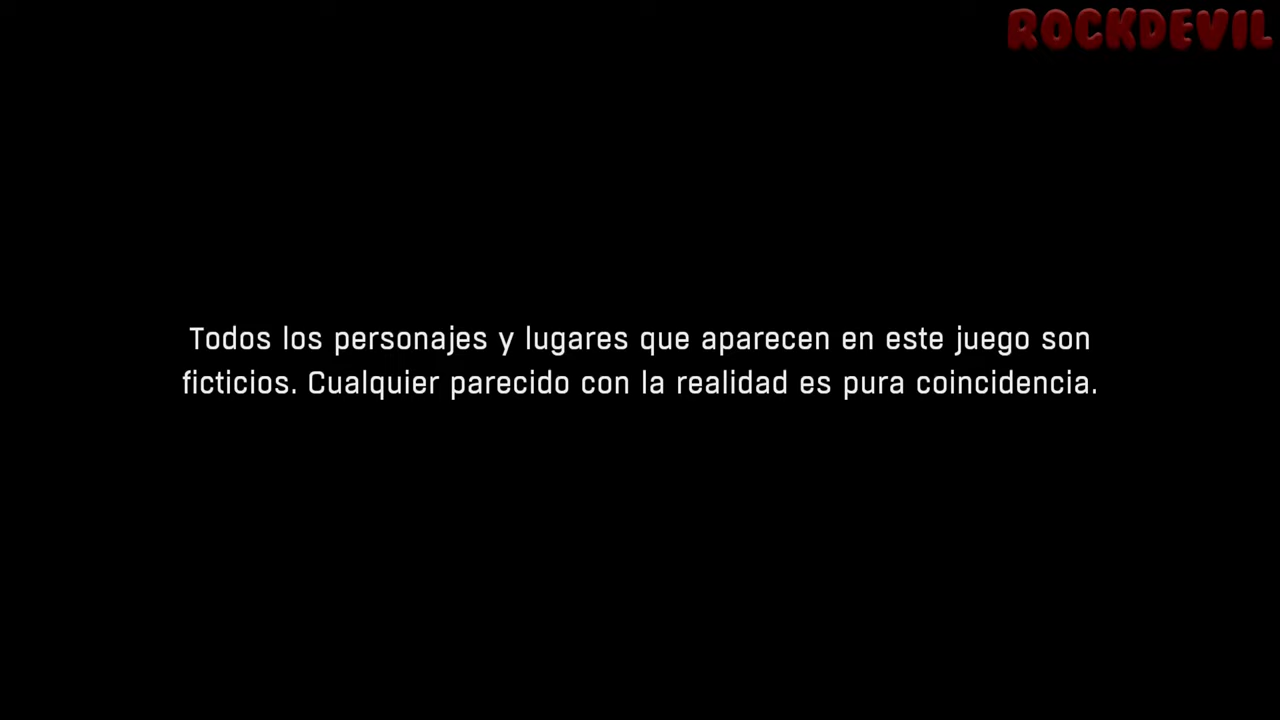 ROCKDEVIL
Todos los personajes y lugares que aparecen en este juego son
ficticios. Cualquier parecido con la realidad es pura coincidencia.